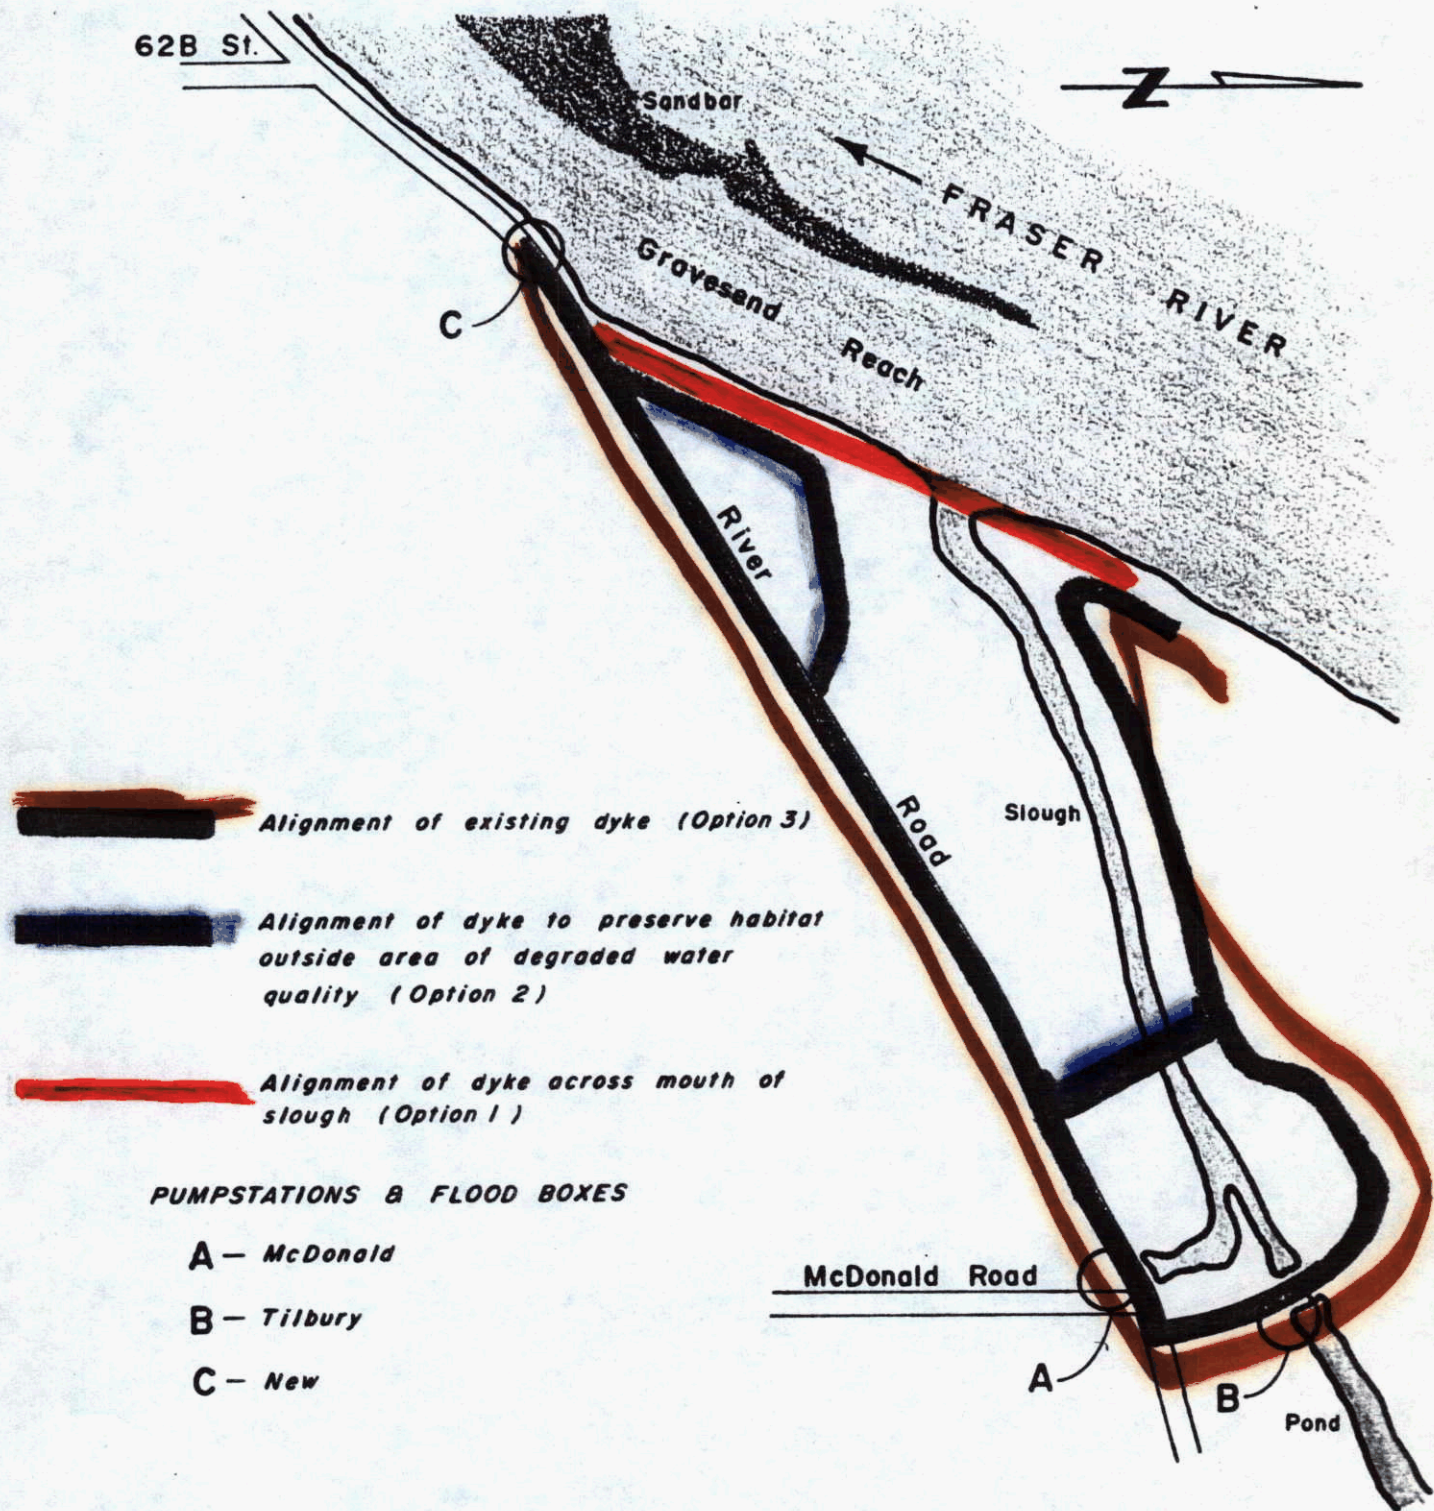 62B St.
Sandbar
Z
FRASER RIVER
Gravesend
Reach
C
River
Road
Slough
Alignment of existing dyke (Option 3)
Alignment of dyke to preserve habitat
outside area of degraded water
quality (Option 2)
Alignment of dyke across mouth of
slough (Option 1)
PUMPSTATIONS & FLOOD BOXES
A — McDonald
B — Tilbury
C — New
McDonald Road
A
B
Pond